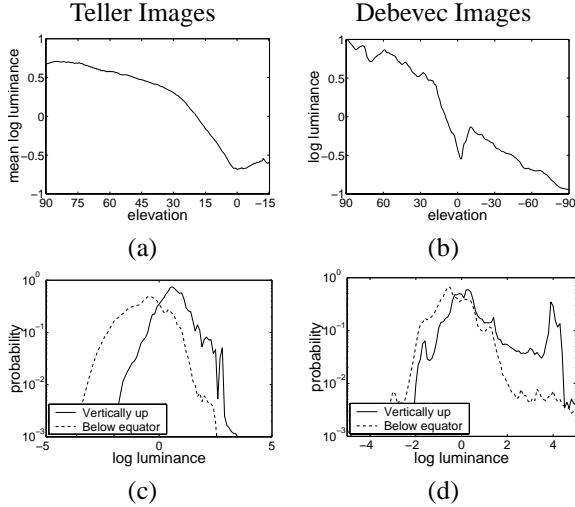 Teller Images
Debevec Images
1
0.5
0
−0.5
−1
90 75 60 45 30 15 0 -15
mean log luminance
elevation
(a)
1
0.5
0
−0.5
−1
90 60 30 0 -30 -60 -90
log luminance
elevation
(b)
10^0
10^-1
10^-2
10^-3
−5 0 5
probability
Vertically up
Below equator
log luminance
(c)
10^0
10^-1
10^-2
10^-3
−4 −2 0 2 4
probability
Vertically up
Below equator
log luminance
(d)